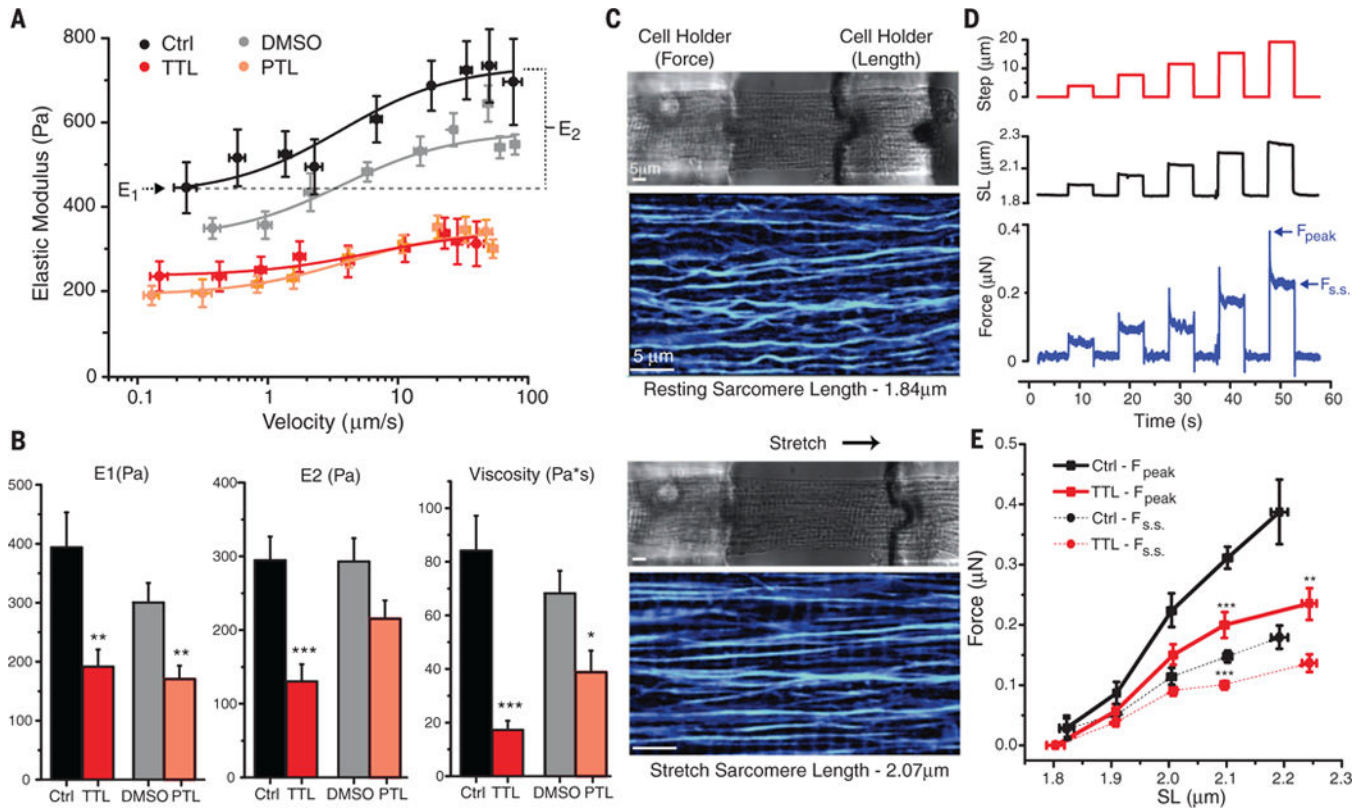 A
800
600
400
200
0
Elastic Modulus (Pa)
Ctrl
DMSO
TTL
PTL
E1
E2
0.1
1
10
100
Velocity (μm/s)
B
E1(Pa)
500
400
300
200
100
0
**
**
Ctrl
TTL
DMSO
PTL
E2 (Pa)
400
300
200
100
0
***
Ctrl
TTL
DMSO
PTL
Viscosity (Pa*s)
100
80
60
40
20
0
***
*
Ctrl
TTL
DMSO
PTL
C
Cell Holder
(Force)
Cell Holder
(Length)
5μm
5 μm
Resting Sarcomere Length - 1.84μm
Stretch
Stretch Sarcomere Length - 2.07μm
D
Step
(μm)
20
10
0
SL
(μm)
2.3
1.8
Force (μN)
0.4
0.2
0
Fpeak
Fs.s.
0
10
20
30
40
50
60
Time (s)
E
Force (μN)
0.5
0.4
0.3
0.2
0.1
0.0
Ctrl - Fpeak
TTL - Fpeak
Ctrl - Fs.s.
TTL - Fs.s.
**
***
***
1.8
1.9
2.0
2.1
2.2
2.3
SL (μm)